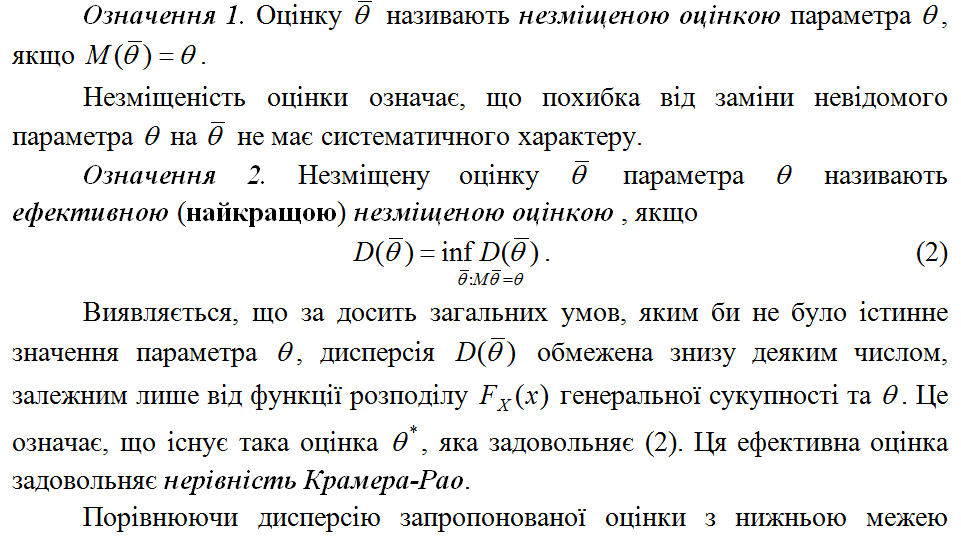 Означення 1. Оцінку θ̅ називають незміщеною оцінкою параметра θ,
якщо M(θ̅) = θ.
Незміщеність оцінки означає, що похибка від заміни невідомого
параметра θ на θ̅ не має систематичного характеру.
Означення 2. Незміщену оцінку θ̅ параметра θ називають
ефективною (найкращою) незміщеною оцінкою , якщо
D(θ̅) = inf D(θ̅). (2)
θ̅:Mθ̅=θ
Виявляється, що за досить загальних умов, яким би не було істинне
значення параметра θ, дисперсія D(θ̅) обмежена знизу деяким числом,
залежним лише від функції розподілу F_X(x) генеральної сукупності та θ. Це
означає, що існує така оцінка θ*, яка задовольняє (2). Ця ефективна оцінка
задовольняє нерівність Крамера-Рао.
Порівнюючи дисперсію запропонованої оцінки з нижньою межею